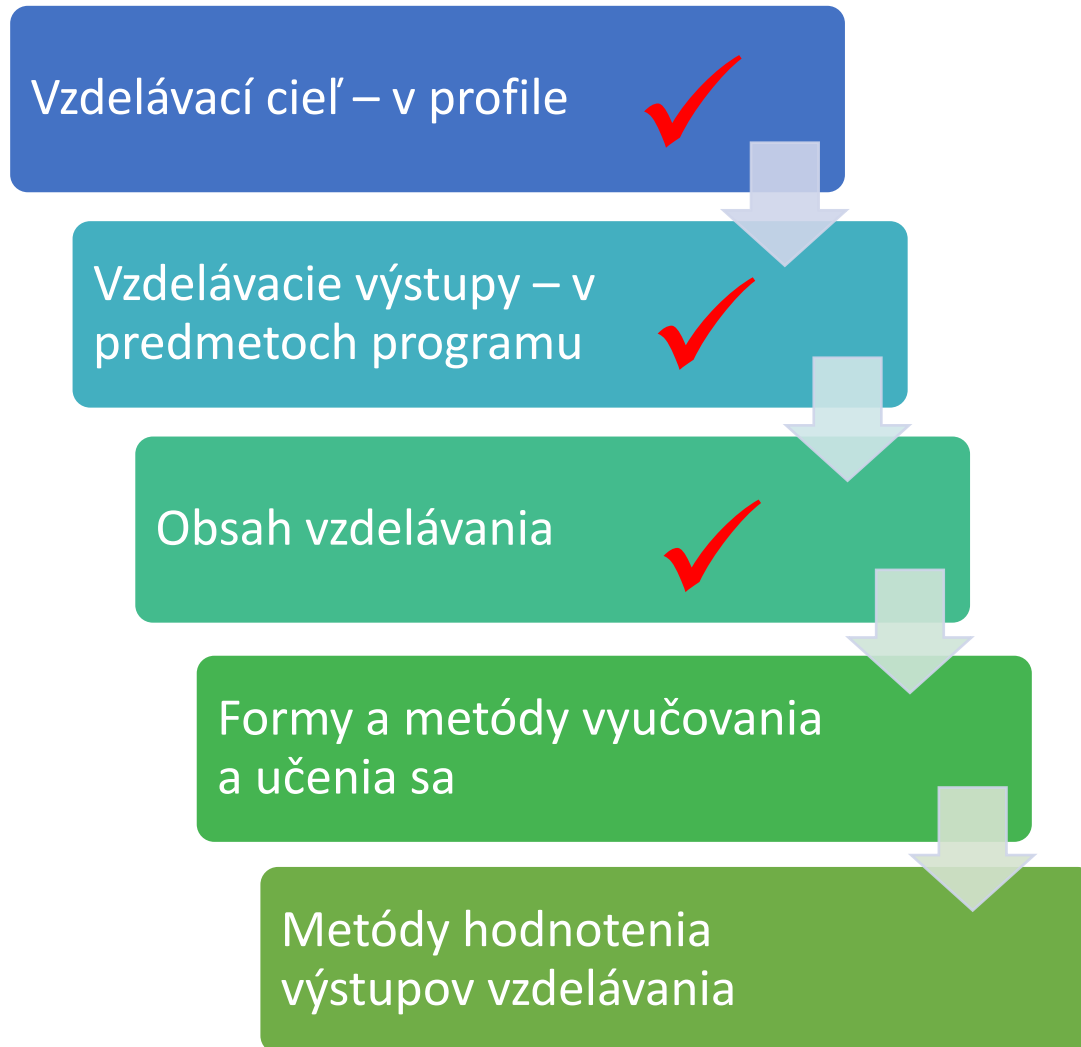 Vzdelávací cieľ – v profile
Vzdelávacie výstupy – v
predmetoch programu
Obsah vzdelávania
Formy a metódy vyučovania
a učenia sa
Metódy hodnotenia
výstupov vzdelávania